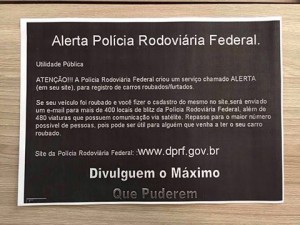 Alerta Polícia Rodoviária Federal.
Utilidade Pública
ATENÇÃO!!! A Polícia Rodoviária Federal criou um serviço chamado ALERTA
(em seu site), para registro de carros roubados/furtados.
Se seu veículo foi roubado e você fizer o cadastro do mesmo no site,será enviado
um e-mail para mais de 400 locais de blitz da Polícia Rodoviária Federal, além de
480 viaturas que possuem comunicação via satélite. Repasse para o maior número
possível de pessoas, pois pode ser útil para alguém que venha a ter o seu carro
roubado.
Site da Polícia Rodoviária Federal: :www.dprf.gov.br
Divulguem o Máximo
Que Puderem